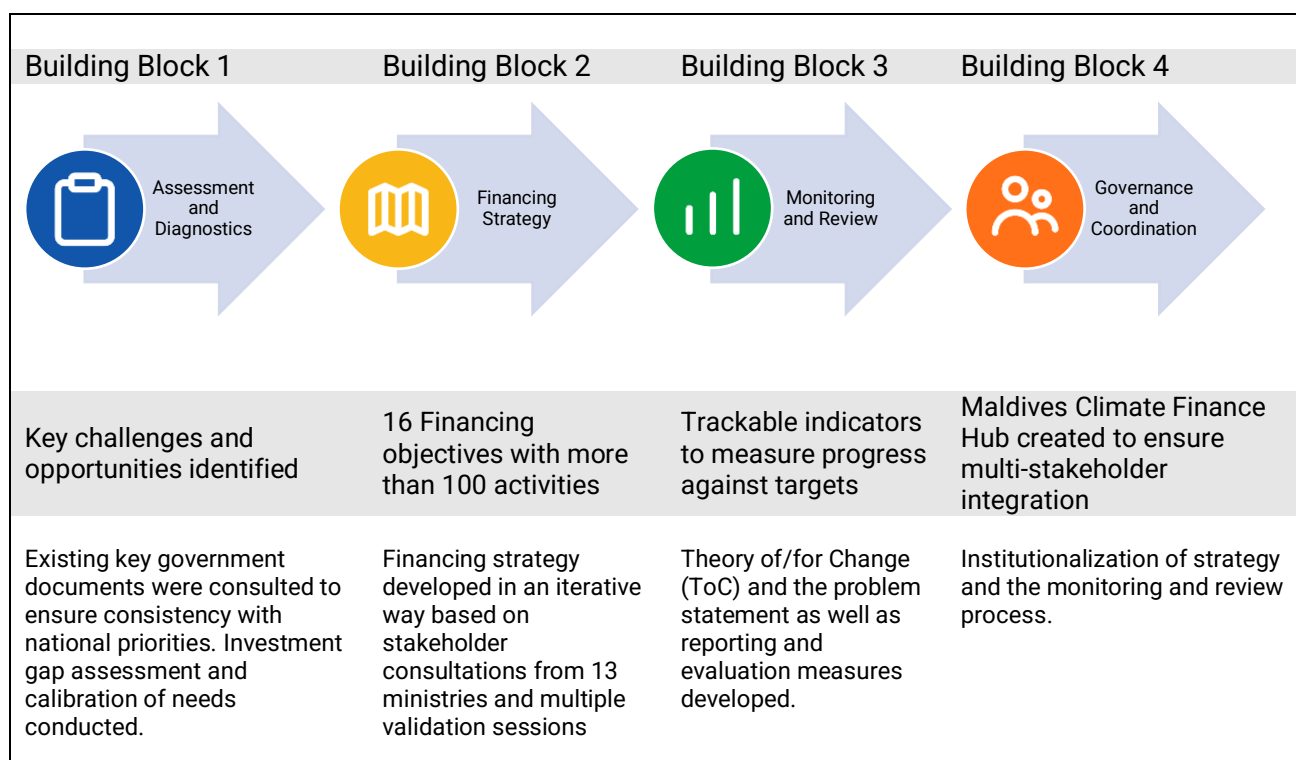 Building Block 1
Building Block 2
Building Block 3
Building Block 4
Assessment
and
Diagnostics
Financing
Strategy
Monitoring
and Review
Governance
and
Coordination
Key challenges and
opportunities identified
16 Financing
objectives with more
than 100 activities
Trackable indicators
to measure progress
against targets
Maldives Climate Finance
Hub created to ensure
multi-stakeholder
integration
Existing key government
documents were consulted to
ensure consistency with
national priorities. Investment
gap assessment and
calibration of needs
conducted.
Financing strategy
developed in an iterative
way based on
stakeholder
consultations from 13
ministries and multiple
validation sessions
Theory of/for Change
(ToC) and the problem
statement as well as
reporting and
evaluation measures
developed.
Institutionalization of strategy
and the monitoring and review
process.